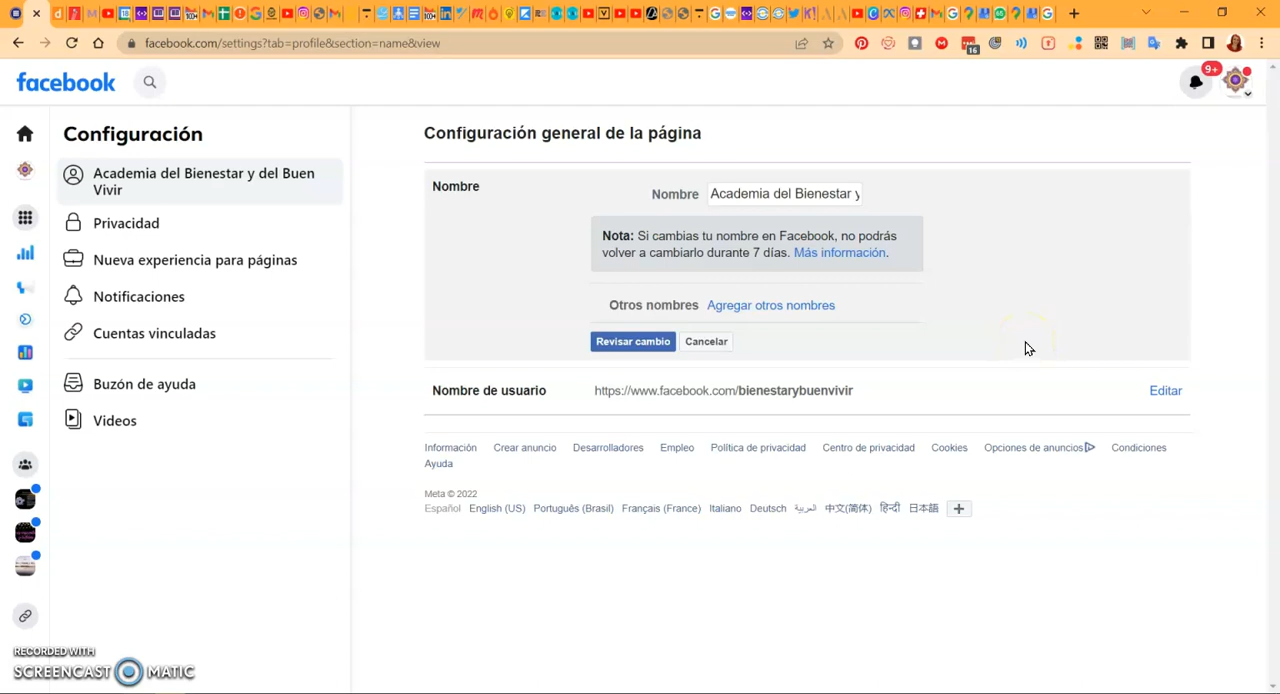 facebook.com/settings?tab=profile&section=name&view
16
facebook
9+
Configuración
Academia del Bienestar y del Buen
Vivir
Privacidad
Nueva experiencia para páginas
Notificaciones
Cuentas vinculadas
Buzón de ayuda
Videos
Configuración general de la página
Nombre
Nombre Academia del Bienestar y
Nota: Si cambias tu nombre en Facebook, no podrás
volver a cambiarlo durante 7 días. Más información.
Otros nombres Agregar otros nombres
Revisar cambio Cancelar
Nombre de usuario https://www.facebook.com/bienestarybuenvivir Editar
Información Crear anuncio Desarrolladores Empleo Política de privacidad Centro de privacidad Cookies Opciones de anuncios Condiciones
Ayuda
Meta © 2022
Español English (US) Português (Brasil) Français (France) Italiano Deutsch العربية 中文(简体) हिन्दी 日本語
RECORDED WITH
SCREENCAST MATIC